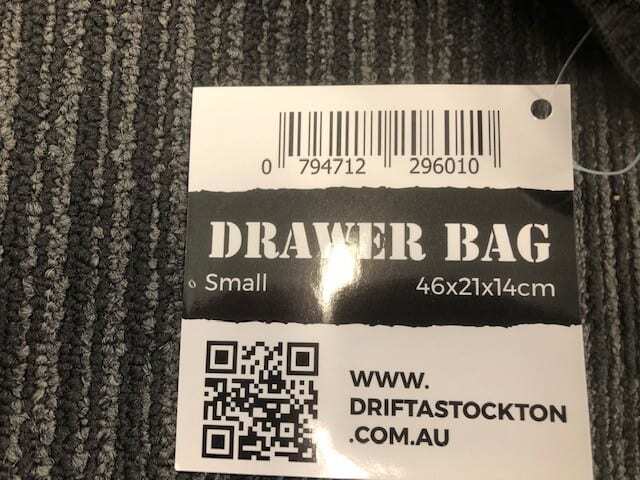 0 794712 296010
DRAWER BAG
Small 46x21x14cm
WWW.
DRIFTASTOCKTON
.COM.AU